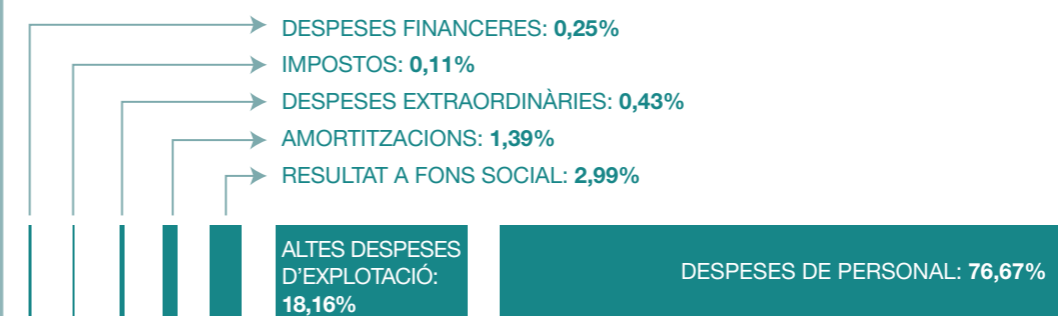 DESPESES FINANCERES: 0,25%
IMPOSTOS: 0,11%
DESPESES EXTRAORDINÀRIES: 0,43%
AMORTITZACIONS: 1,39%
RESULTAT A FONS SOCIAL: 2,99%
ALTES DESPESES
D’EXPLOTACIÓ:
18,16%
DESPESES DE PERSONAL: 76,67%